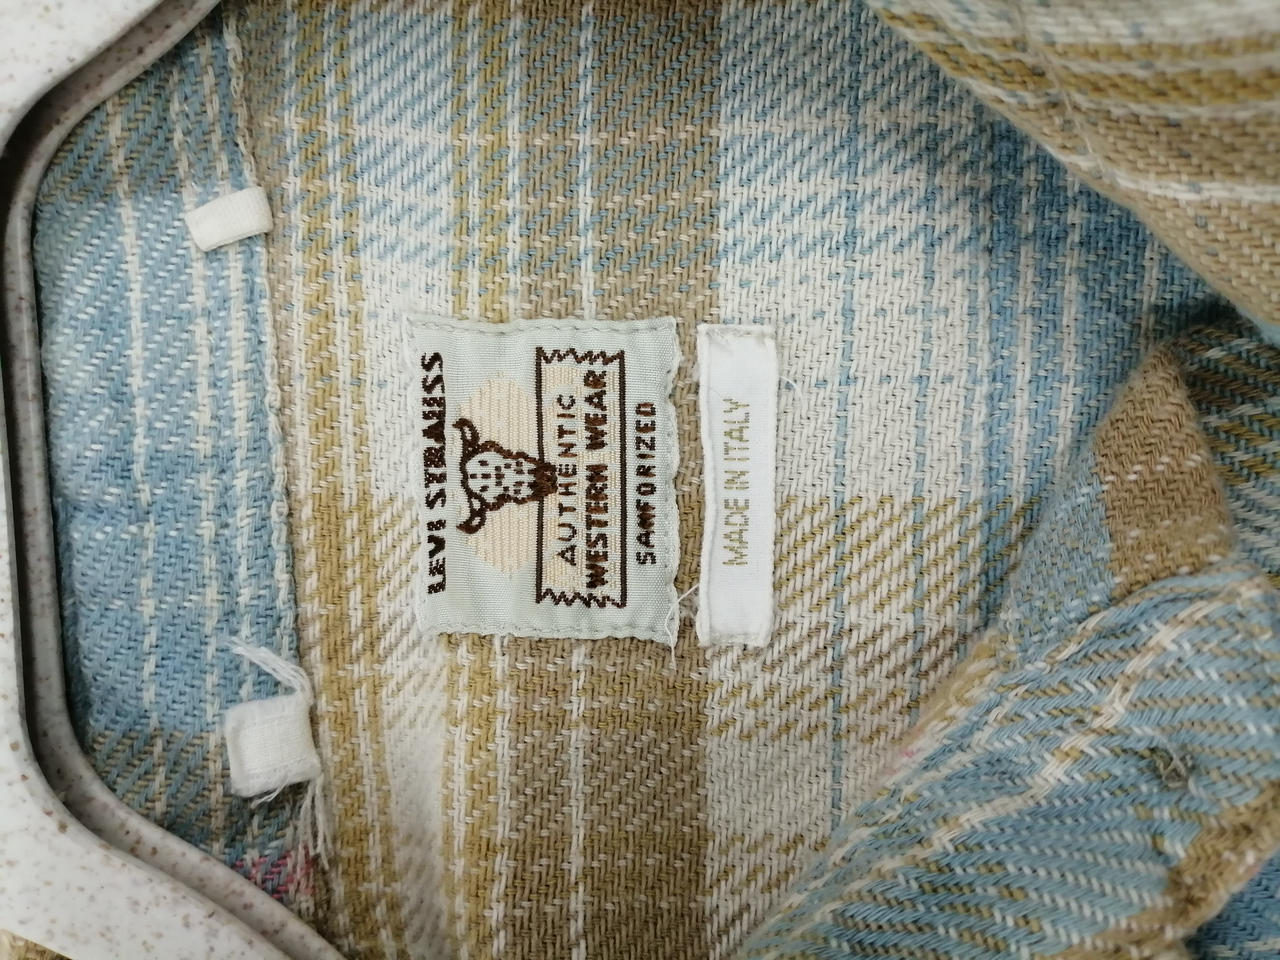 LEVI STRAUSS
AUTHENTIC
WESTERN WEAR
SANFORIZED
MADE IN ITALY